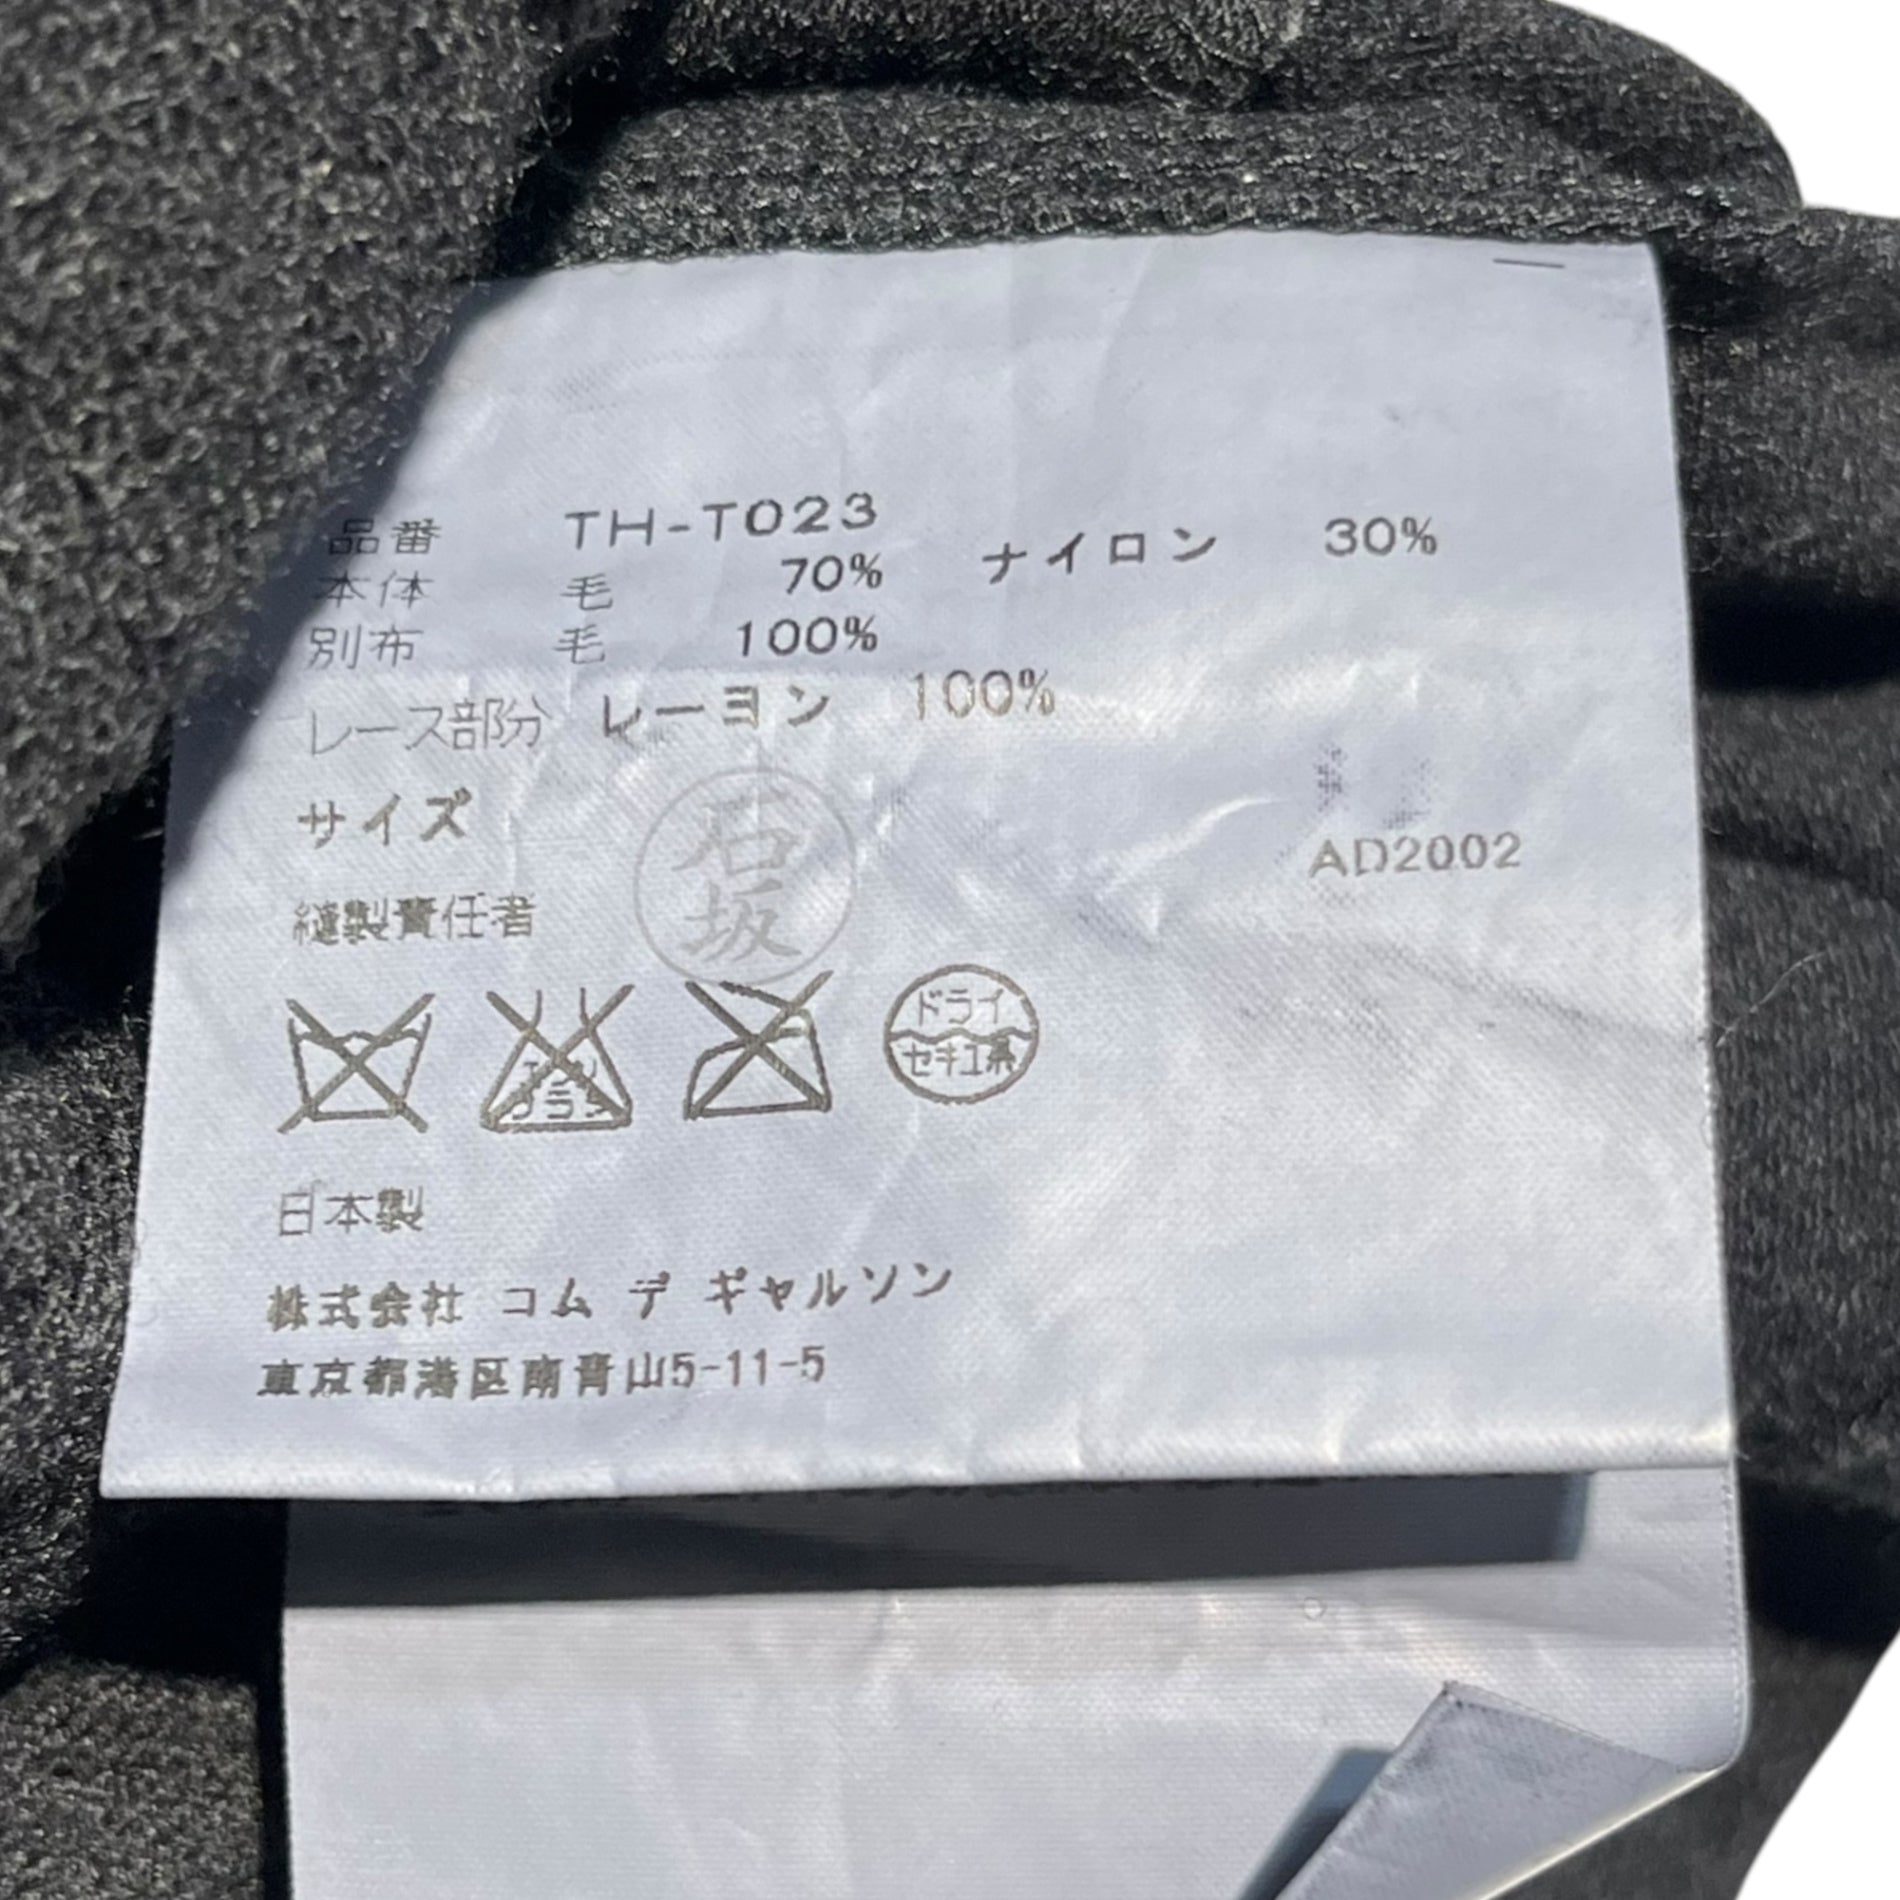 品番 TH-T023
本体 毛 70% ナイロン 30%
別布 毛 100%
レース部分 レーヨン 100%
サイズ
縫製責任者 石坂
AD2002
エンソ
ドライ
セキユ系
日本製
株式会社 コム デ ギャルソン
東京都港区南青山5-11-5